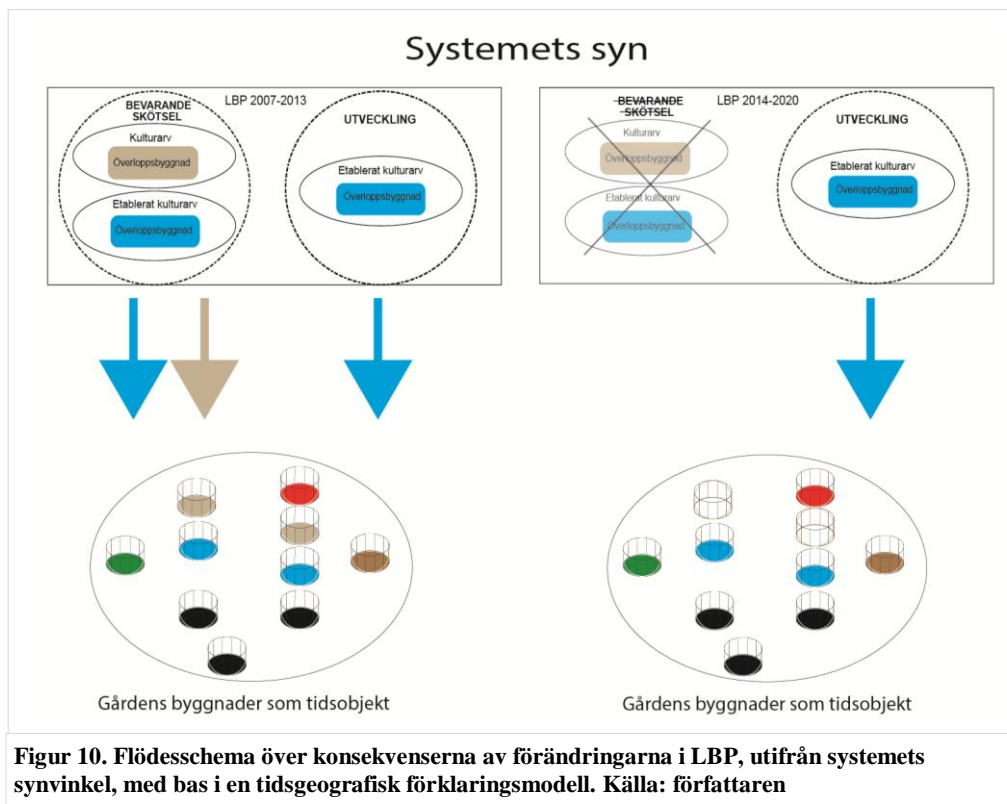 Systemets syn
BEVARANDE
SKÖTSEL
LBP 2007-2013
Kulturarv
Överloppsbyggnad
Etablerat kulturarv
Överloppsbyggnad
UTVECKLING
Etablerat kulturarv
Överloppsbyggnad
BEVARANDE
SKÖTSEL
LBP 2014-2020
Kulturarv
Överloppsbyggnad
Etablerat kulturarv
Överloppsbyggnad
UTVECKLING
Etablerat kulturarv
Överloppsbyggnad
Gårdens byggnader som tidsobjekt
Gårdens byggnader som tidsobjekt
Figur 10. Flödesschema över konsekvenserna av förändringarna i LBP, utifrån systemets
synvinkel, med bas i en tidsgeografisk förklaringsmodell. Källa: författaren